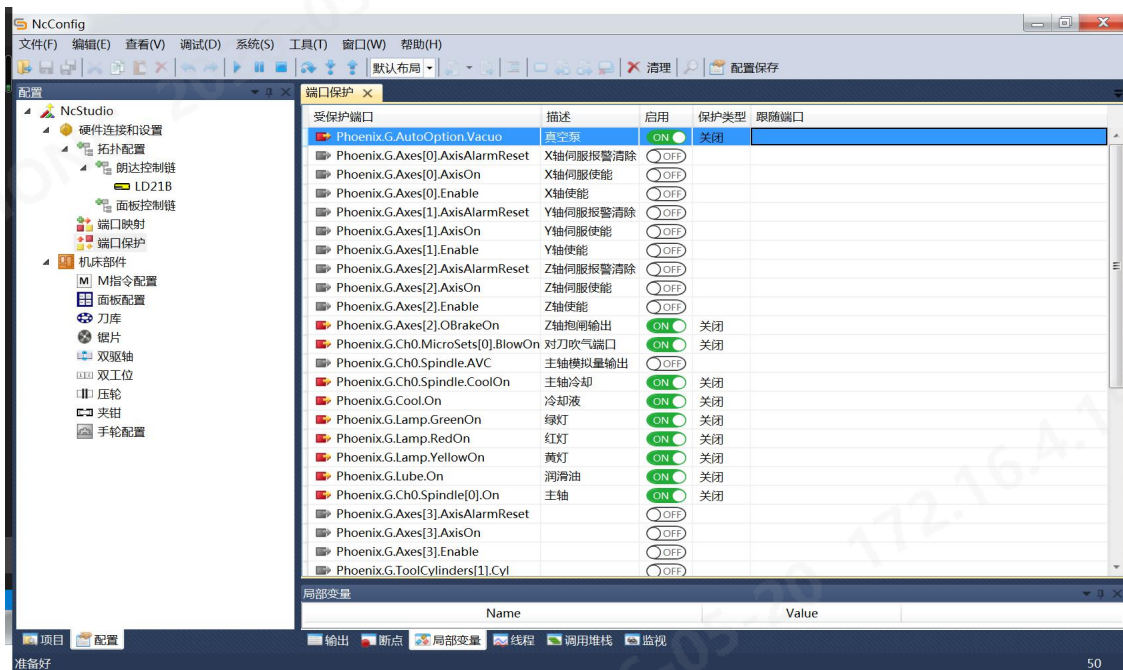 NcConfig
文件(F) 编辑(E) 查看(V) 调试(D) 系统(S) 工具(T) 窗口(W) 帮助(H)
默认布局 清理 配置保存
配置
NcStudio
硬件连接和设置
拓扑配置
朗达控制链
LD21B
面板控制链
端口映射
端口保护
机床部件
M M指令配置
面板配置
刀库
锯片
双驱轴
双工位
压轮
夹钳
手轮配置
项目 配置
端口保护
受保护端口 描述 启用 保护类型 跟随端口
Phoenix.G.AutoOption.Vacuo 真空泵 ON 关闭
Phoenix.G.Axes[0].AxisAlarmReset X轴伺服报警清除 OFF
Phoenix.G.Axes[0].AxisOn X轴伺服使能 OFF
Phoenix.G.Axes[0].Enable X轴使能 OFF
Phoenix.G.Axes[1].AxisAlarmReset Y轴伺服报警清除 OFF
Phoenix.G.Axes[1].AxisOn Y轴伺服使能 OFF
Phoenix.G.Axes[1].Enable Y轴使能 OFF
Phoenix.G.Axes[2].AxisAlarmReset Z轴伺服报警清除 OFF
Phoenix.G.Axes[2].AxisOn Z轴伺服使能 OFF
Phoenix.G.Axes[2].Enable Z轴使能 OFF
Phoenix.G.Axes[2].OBrakeOn Z轴抱闸输出 ON 关闭
Phoenix.G.Ch0.MicroSets[0].BlowOn 对刀吹气端口 ON 关闭
Phoenix.G.Ch0.Spindle.AVC 主轴模拟量输出 OFF
Phoenix.G.Ch0.Spindle.CoolOn 主轴冷却 ON 关闭
Phoenix.G.Cool.On 冷却液 ON 关闭
Phoenix.G.Lamp.GreenOn 绿灯 ON 关闭
Phoenix.G.Lamp.RedOn 红灯 ON 关闭
Phoenix.G.Lamp.YellowOn 黄灯 ON 关闭
Phoenix.G.Lube.On 润滑油 ON 关闭
Phoenix.G.Ch0.Spindle[0].On 主轴 ON 关闭
Phoenix.G.Axes[3].AxisAlarmReset OFF
Phoenix.G.Axes[3].AxisOn OFF
Phoenix.G.Axes[3].Enable OFF
Phoenix.G.ToolCylinders[1].Cyl OFF
局部变量
Name Value
输出 断点 局部变量 线程 调用堆栈 监视
准备好 50
172.16.4.1